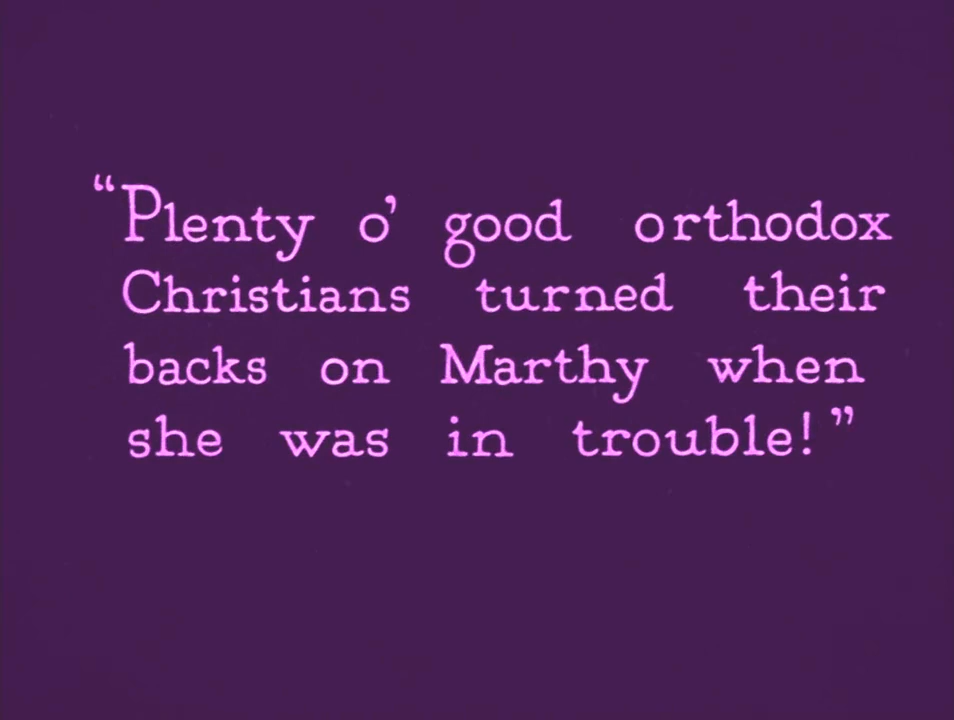 “Plenty o’ good orthodox
Christians turned their
backs on Marthy when
she was in trouble!”